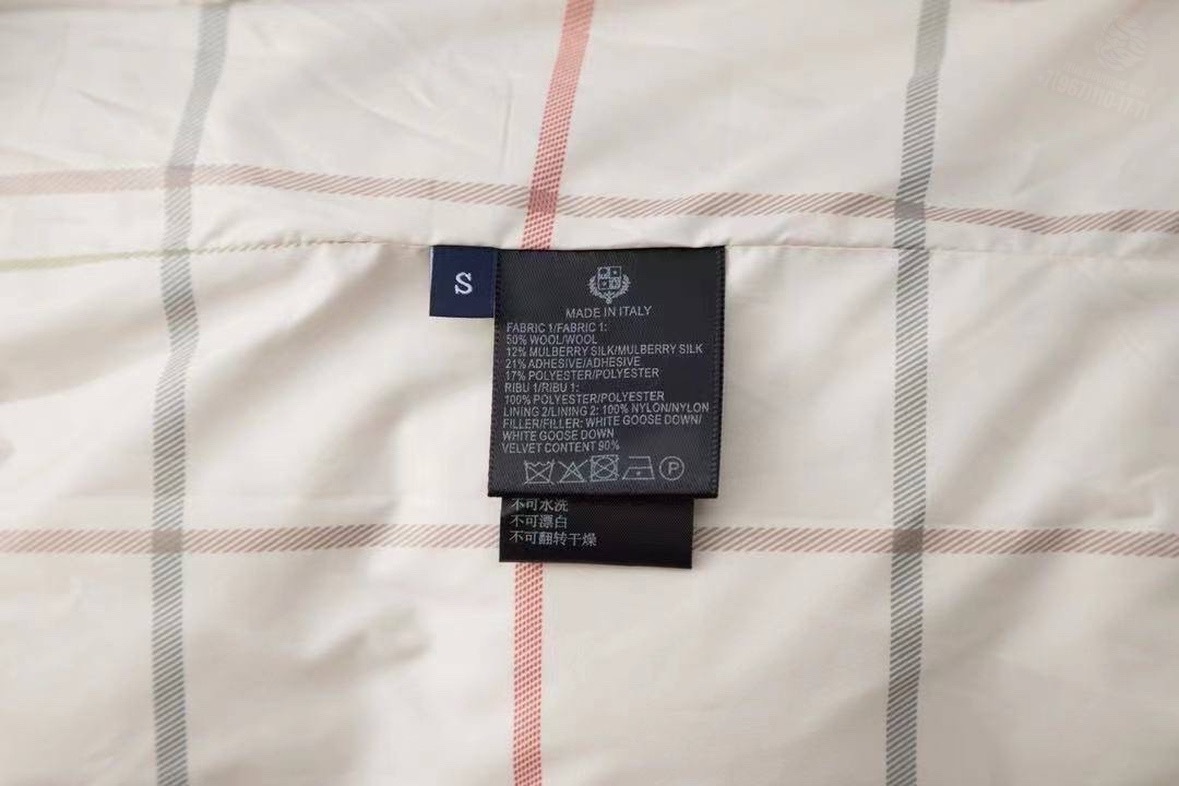 S
MADE IN ITALY
FABRIC 1/FABRIC 1:
50% WOOL/WOOL
12% MULBERRY SILK/MULBERRY SILK
21% ADHESIVE/ADHESIVE
17% POLYESTER/POLYESTER
RIBU 1/RIBU 1:
100% POLYESTER/POLYESTER
LINING 2/LINING 2: 100% NYLON/NYLON
FILLER/FILLER: WHITE GOOSE DOWN/
WHITE GOOSE DOWN
VELVET CONTENT 90%
P
不可水洗
不可漂白
不可翻转干燥